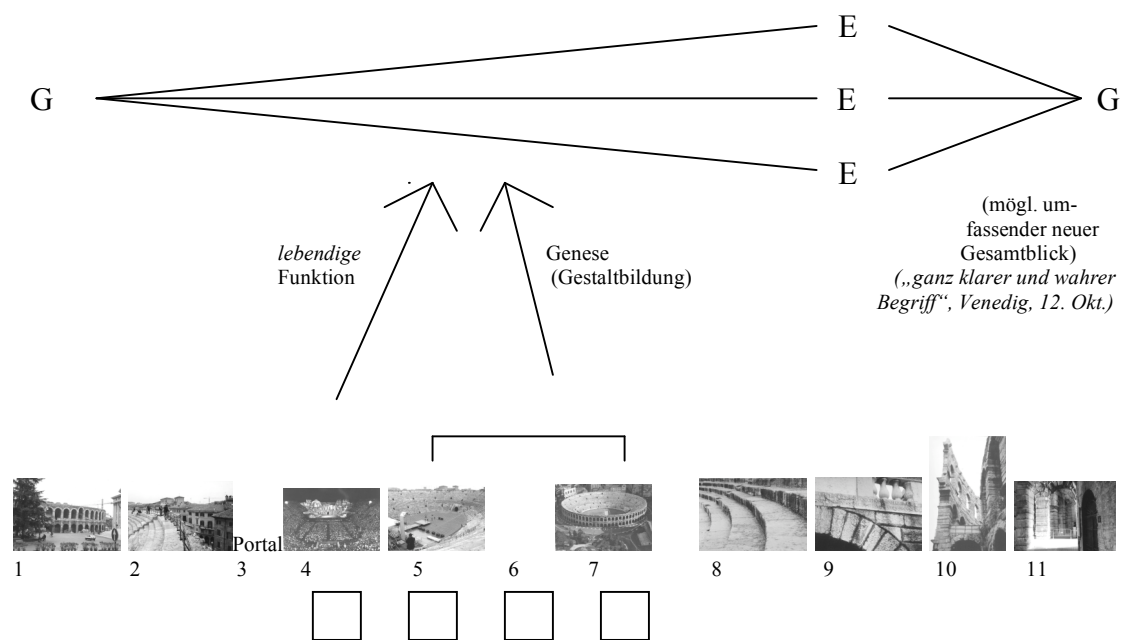 E
G
E
G
E
(mögl. um-
fassender neuer
Gesamtblick)
(„ganz klarer und wahrer
Begriff“, Venedig, 12. Okt.)
lebendige
Funktion
Genese
(Gestaltbildung)
Portal
1
2
3
4
5
6
7
8
9
10
11